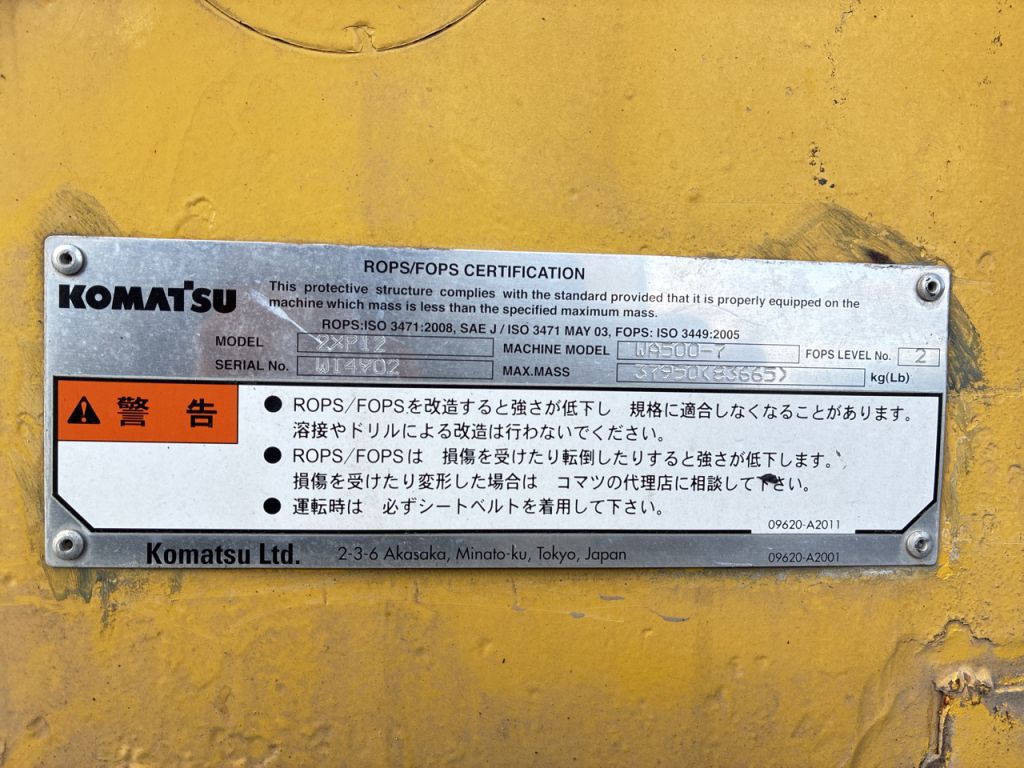 ROPS/FOPS CERTIFICATION
KOMATSU
This protective structure complies with the standard provided that it is properly equipped on the
machine which mass is less than the specified maximum mass.
ROPS:ISO 3471:2008, SAE J / ISO 3471 MAY 03, FOPS: ISO 3449:2005
MODEL 2XP12 MACHINE MODEL WA500-7 FOPS LEVEL No. 2
SERIAL No. W14902 MAX.MASS 37950(83665) kg(Lb)
警告
● ROPS/FOPSを改造すると強さが低下し 規格に適合しなくなることがあります。
溶接やドリルによる改造は行わないでください。
● ROPS/FOPSは 損傷を受けたり転倒したりすると強さが低下します。
損傷を受けたり変形した場合は コマツの代理店に相談して下さい。
● 運転時は 必ずシートベルトを着用して下さい。
09620-A2011
Komatsu Ltd. 2-3-6 Akasaka, Minato-ku, Tokyo, Japan 09620-A2001